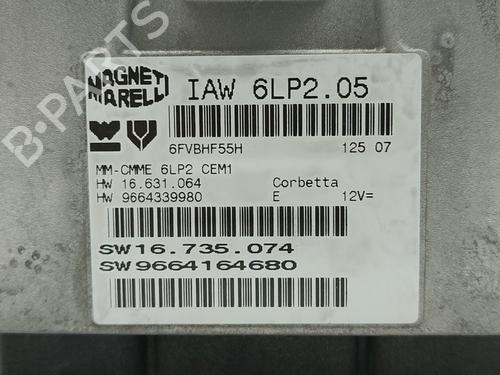 MAGNETI MARELLI
IAW 6LP2.05
6FVBHF55H 125 07
MM-CMME 6LP2 CEM1
HW 16.631.064 Corbetta
HW 9664339980 E 12V=
SW16.735.074
SW9664164680
B-PARTS